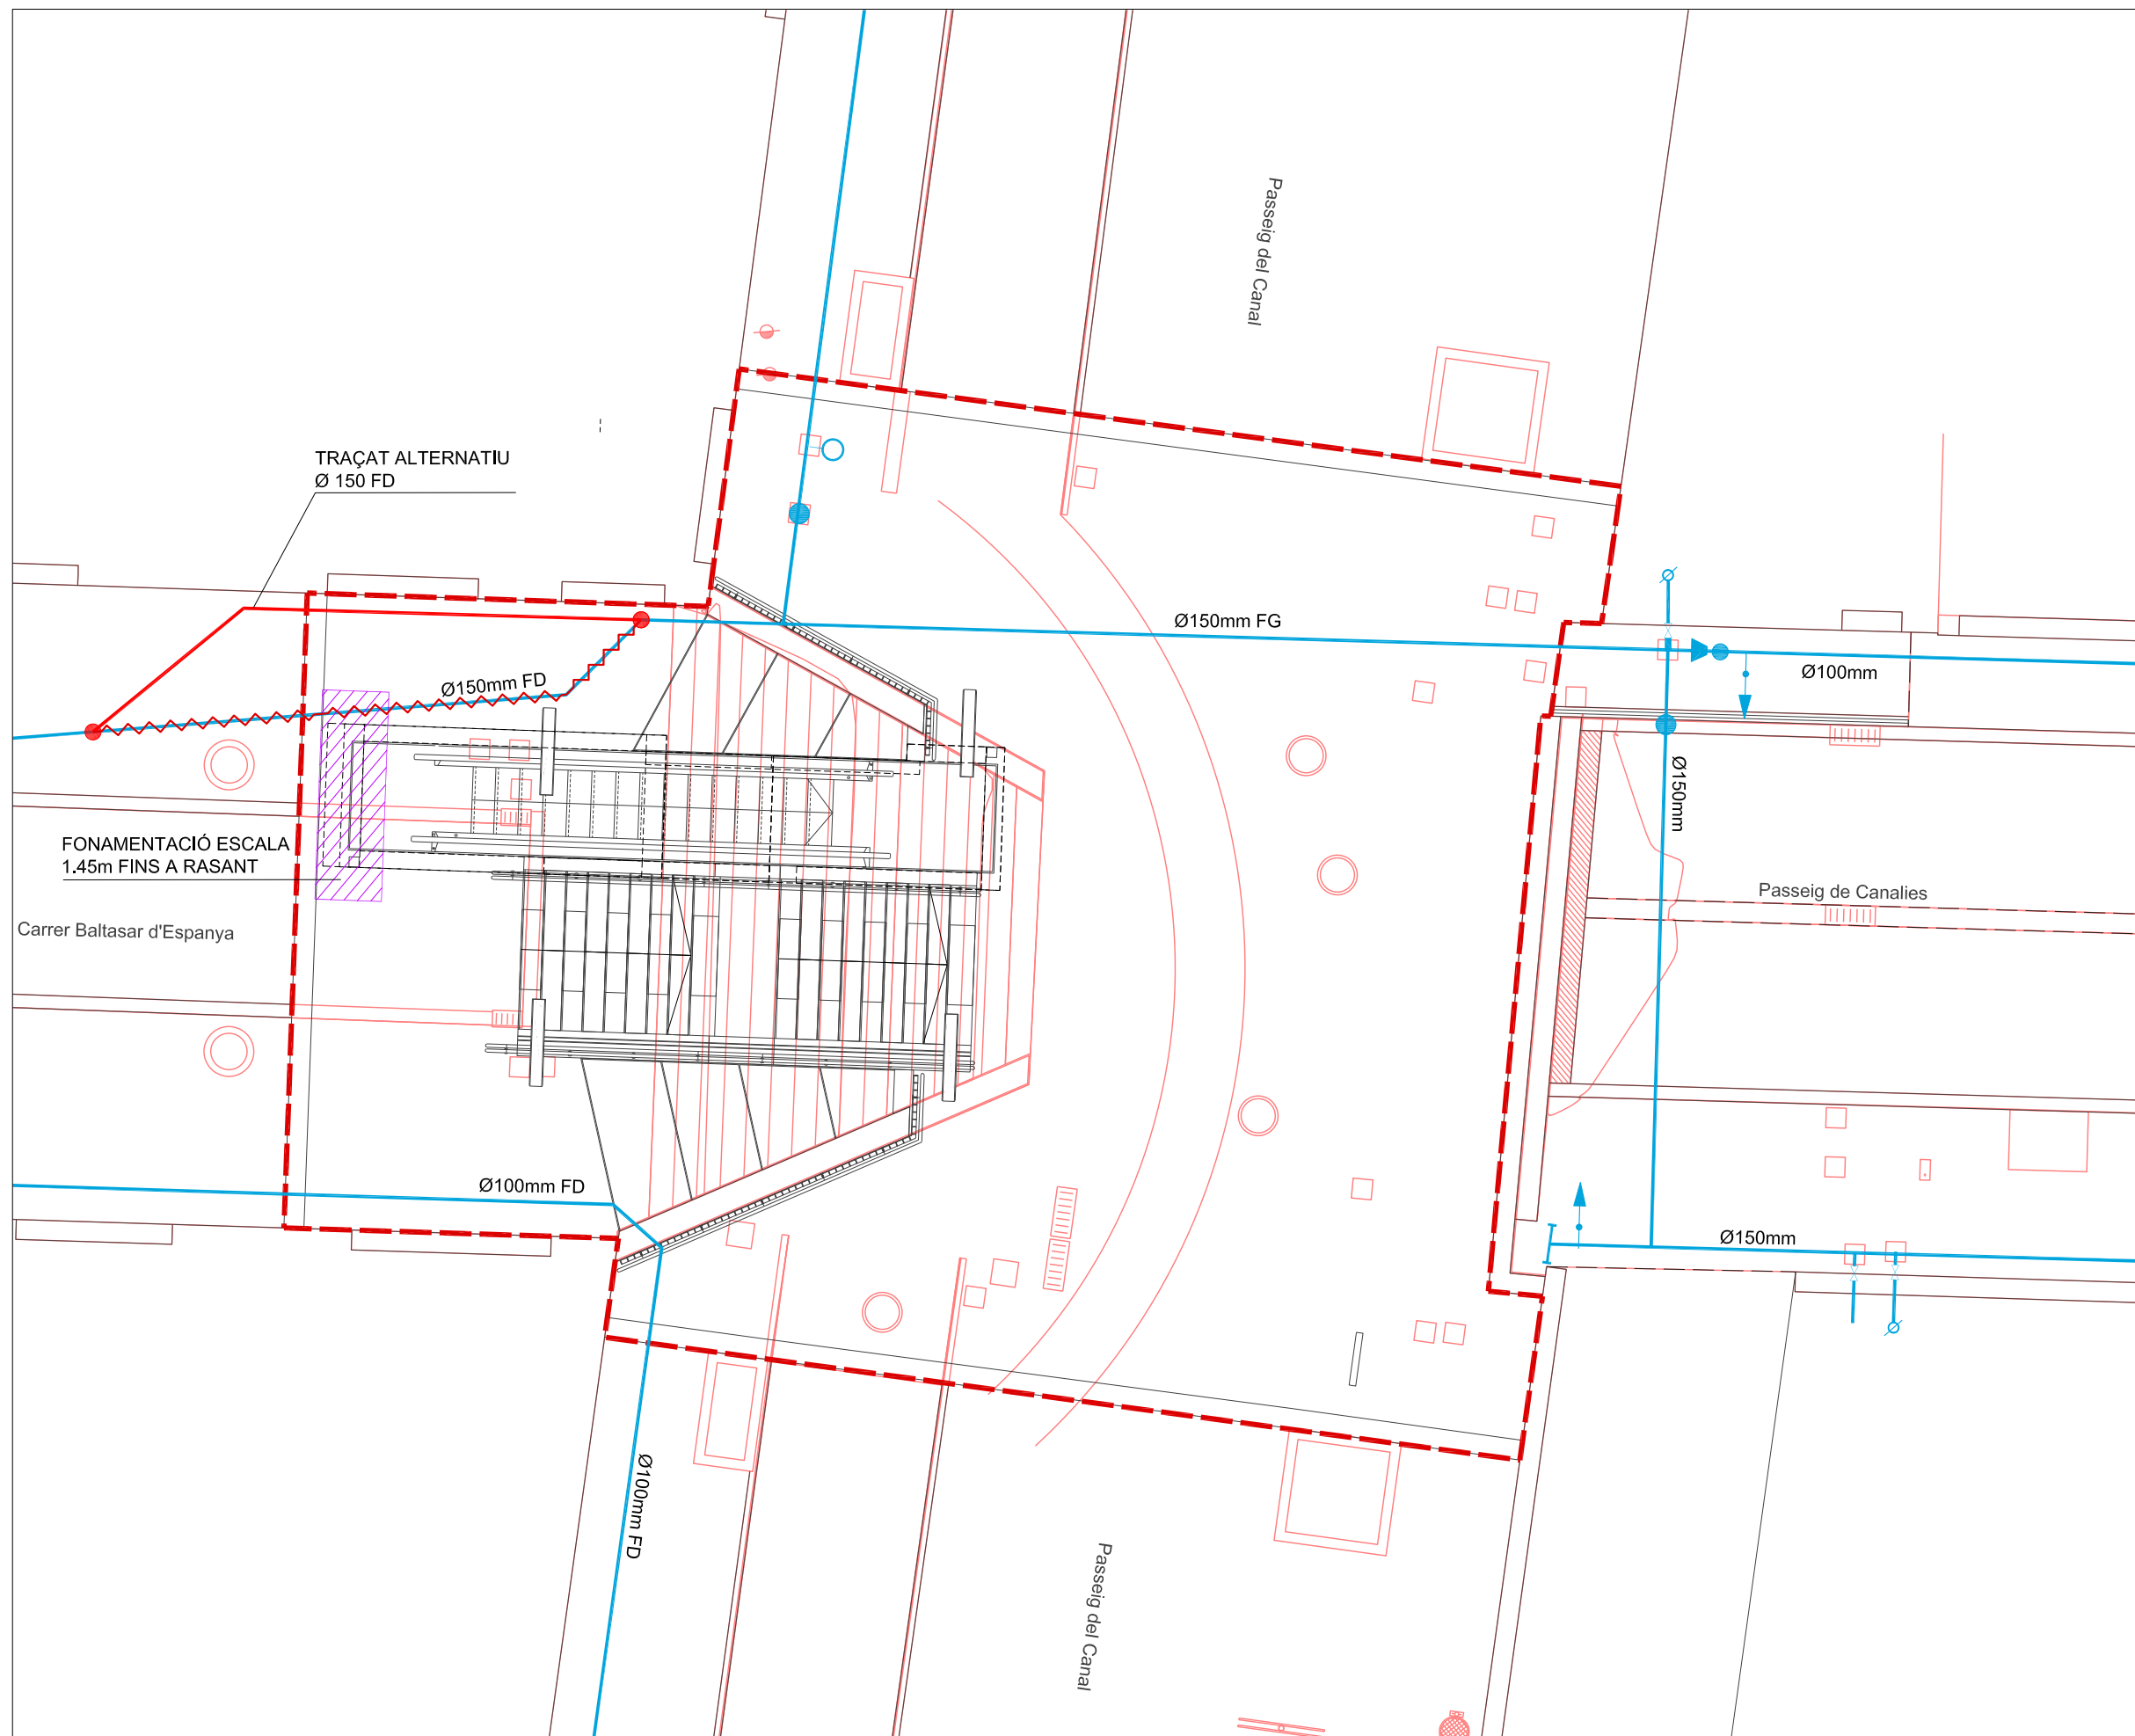 Passeig del Canal
TRAÇAT ALTERNATIU
Ø 150 FD
Ø150mm FG
Ø100mm
Ø150mm FD
Ø150mm
FONAMENTACIÓ ESCALA
1.45m FINS A RASANT
Passeig de Canalies
Carrer Baltasar d'Espanya
Ø100mm FD
Ø150mm
Ø100mm FD
Passeig del Canal